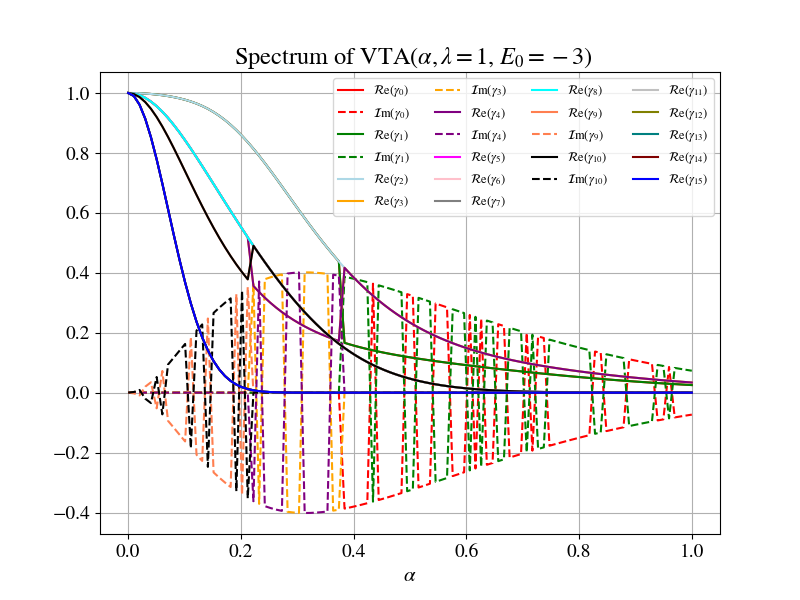 Spectrum of VTA(α, λ = 1, E₀ = −3)
1.0
0.8
0.6
0.4
0.2
0.0
−0.2
−0.4
0.0 0.2 0.4 0.6 0.8 1.0
α
ℛe(γ₀)
ℐm(γ₀)
ℛe(γ₁)
ℐm(γ₁)
ℛe(γ₂)
ℛe(γ₃)
ℐm(γ₃)
ℛe(γ₄)
ℐm(γ₄)
ℛe(γ₅)
ℛe(γ₆)
ℛe(γ₇)
ℛe(γ₈)
ℛe(γ₉)
ℐm(γ₉)
ℛe(γ₁₀)
ℐm(γ₁₀)
ℛe(γ₁₁)
ℛe(γ₁₂)
ℛe(γ₁₃)
ℛe(γ₁₄)
ℛe(γ₁₅)